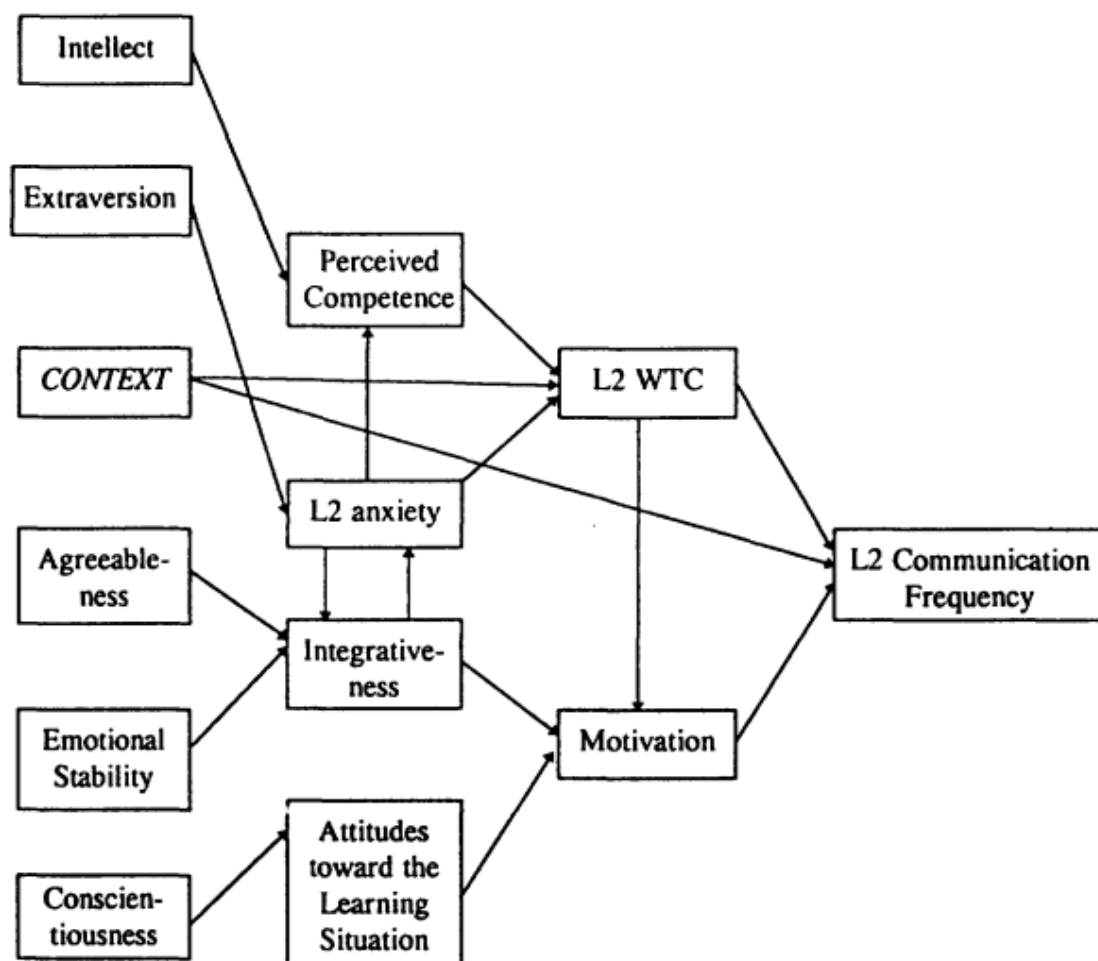 Intellect
Extraversion
Perceived
Competence
CONTEXT
L2 WTC
L2 anxiety
Agreeable-
ness
L2 Communication
Frequency
Integrative-
ness
Emotional
Stability
Motivation
Attitudes
toward the
Learning
Situation
Conscien-
tiousness